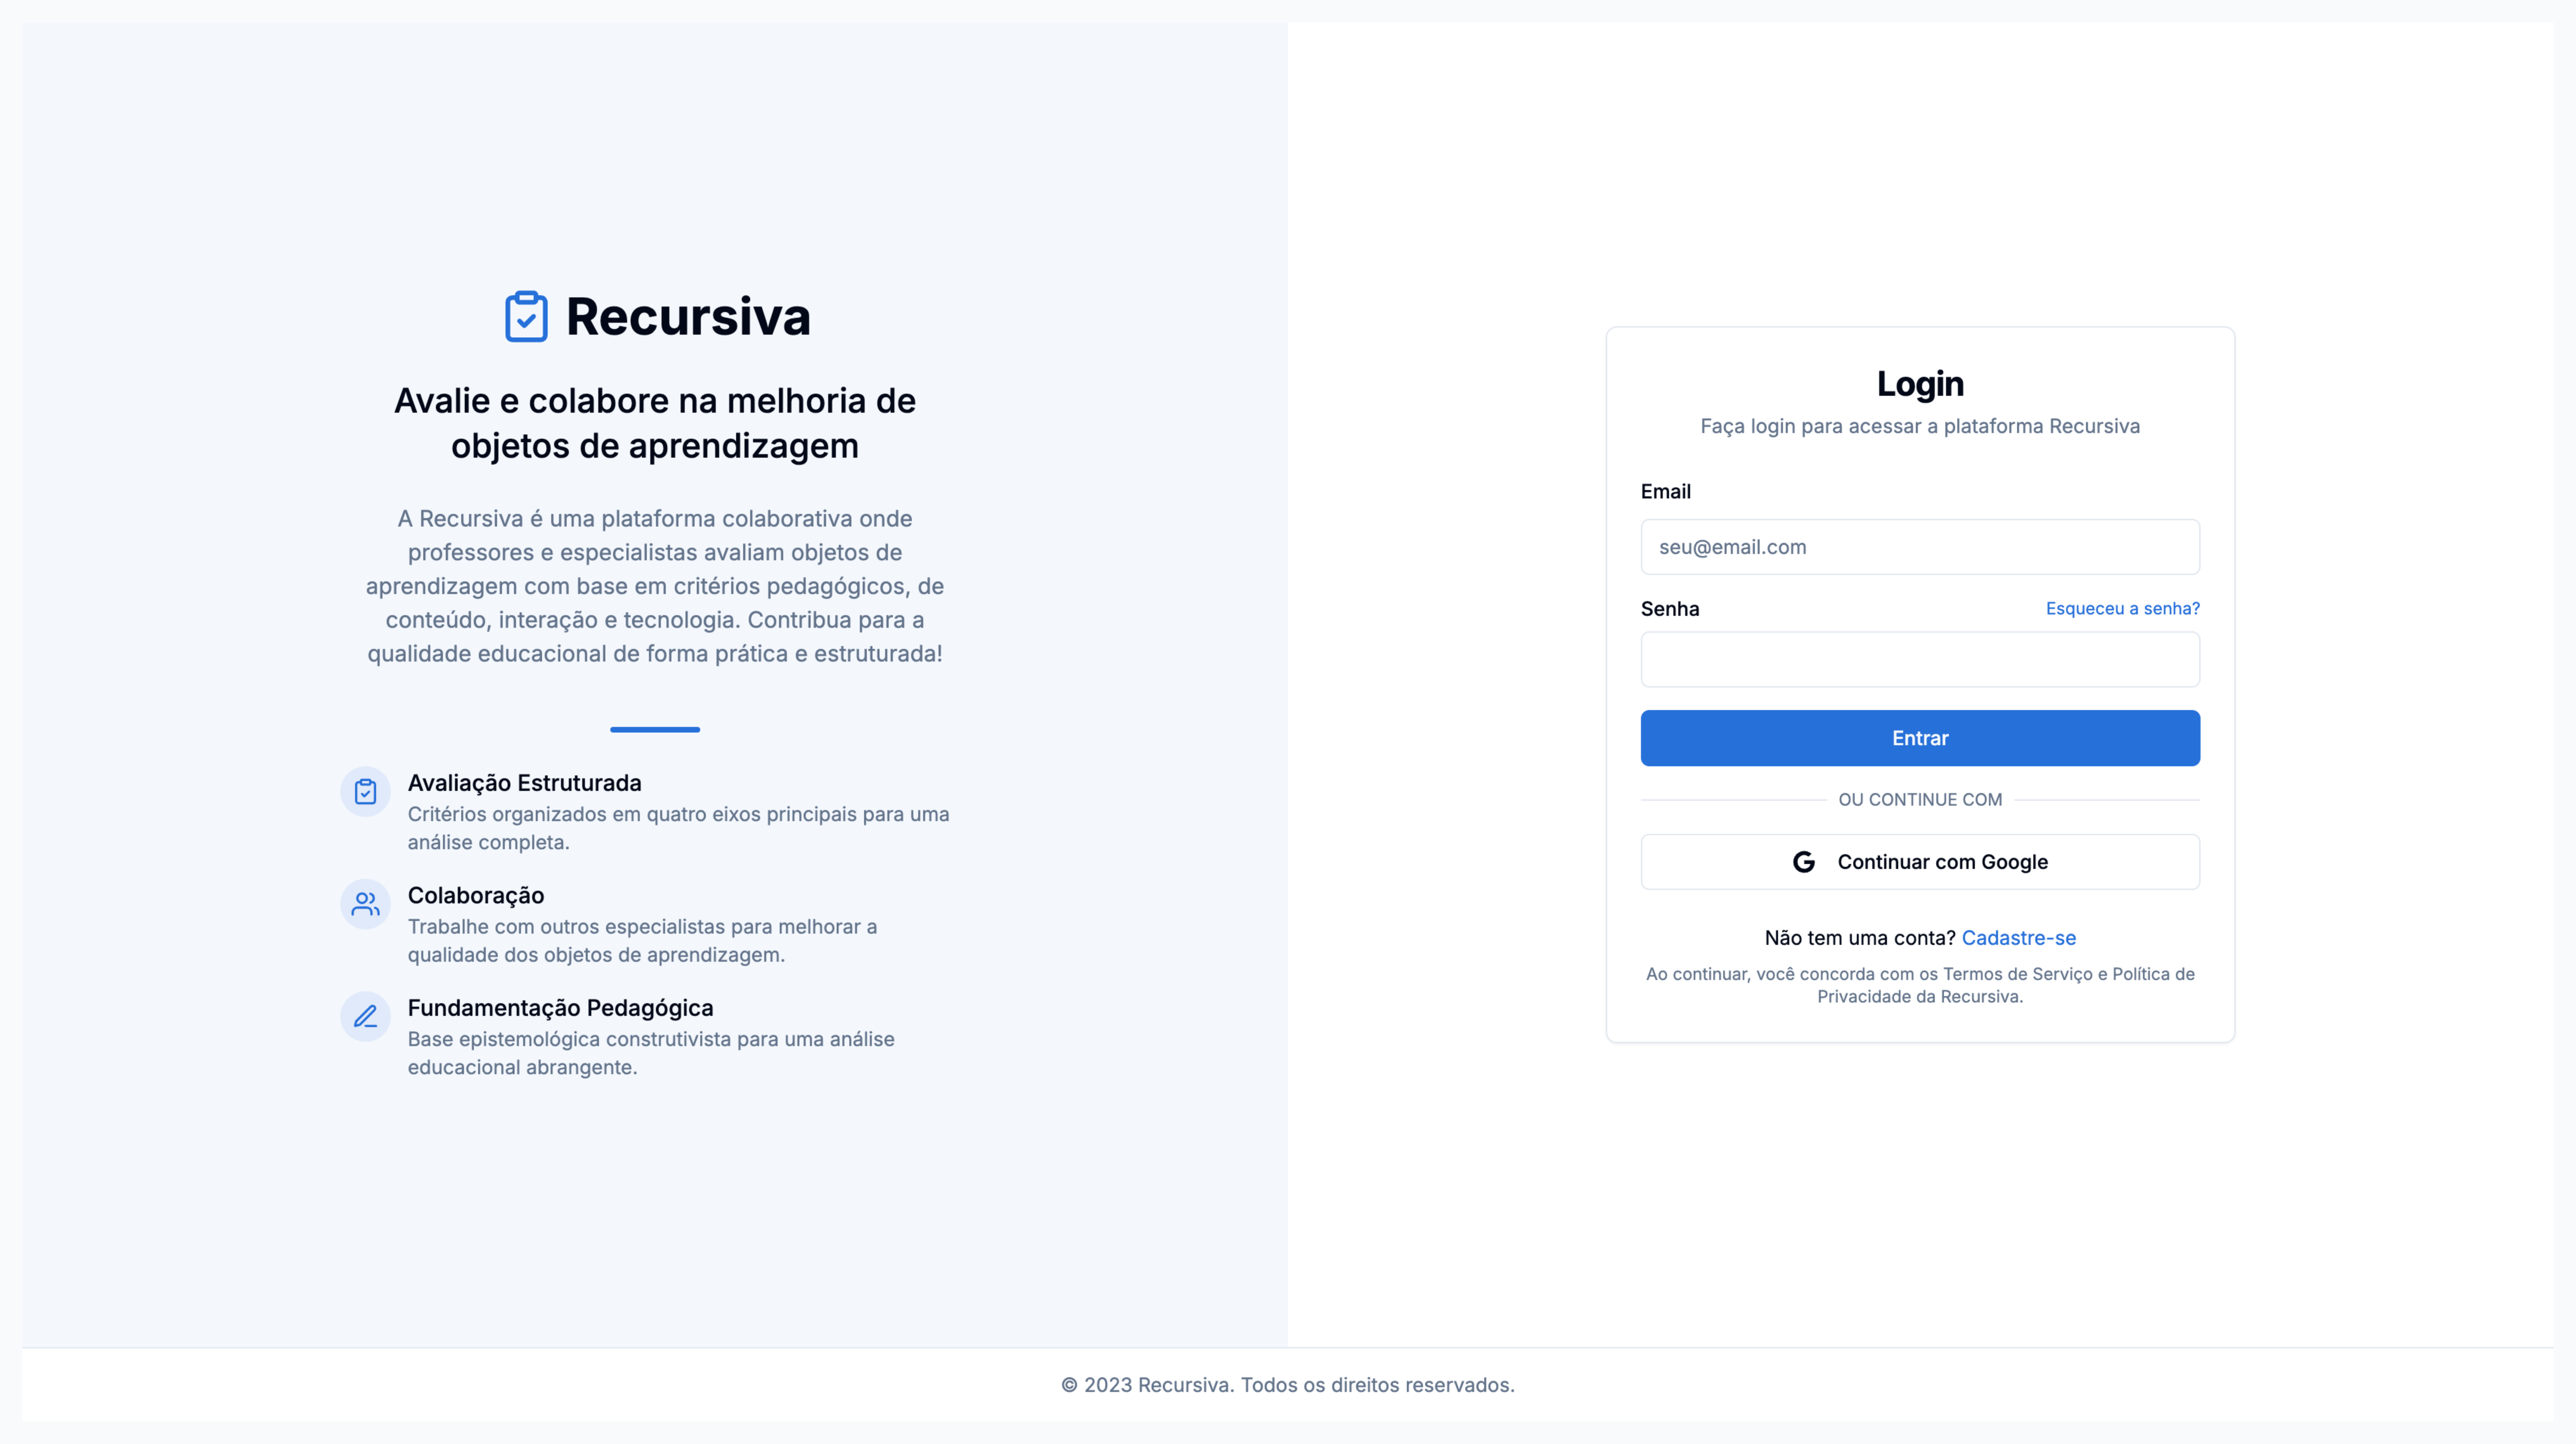 Recursiva
Avalie e colabore na melhoria de
objetos de aprendizagem
A Recursiva é uma plataforma colaborativa onde
professores e especialistas avaliam objetos de
aprendizagem com base em critérios pedagógicos, de
conteúdo, interação e tecnologia. Contribua para a
qualidade educacional de forma prática e estruturada!
Avaliação Estruturada
Critérios organizados em quatro eixos principais para uma
análise completa.
Colaboração
Trabalhe com outros especialistas para melhorar a
qualidade dos objetos de aprendizagem.
Fundamentação Pedagógica
Base epistemológica construtivista para uma análise
educacional abrangente.
Login
Faça login para acessar a plataforma Recursiva
Email
seu@email.com
Senha
Esqueceu a senha?
Entrar
OU CONTINUE COM
G Continuar com Google
Não tem uma conta? Cadastre-se
Ao continuar, você concorda com os Termos de Serviço e Política de
Privacidade da Recursiva.
© 2023 Recursiva. Todos os direitos reservados.